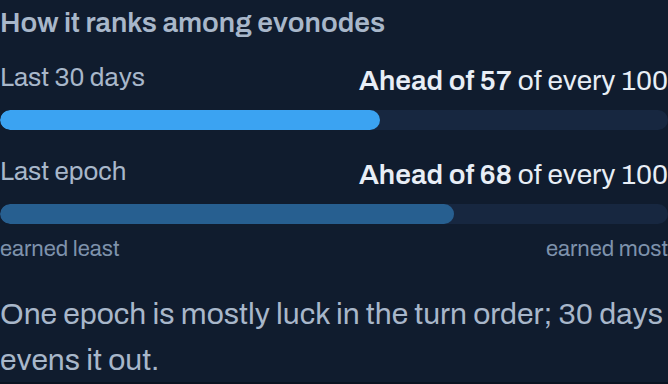 How it ranks among evonodes
Last 30 days
Ahead of 57 of every 100
Last epoch
Ahead of 68 of every 100
earned least
earned most
One epoch is mostly luck in the turn order; 30 days
evens it out.